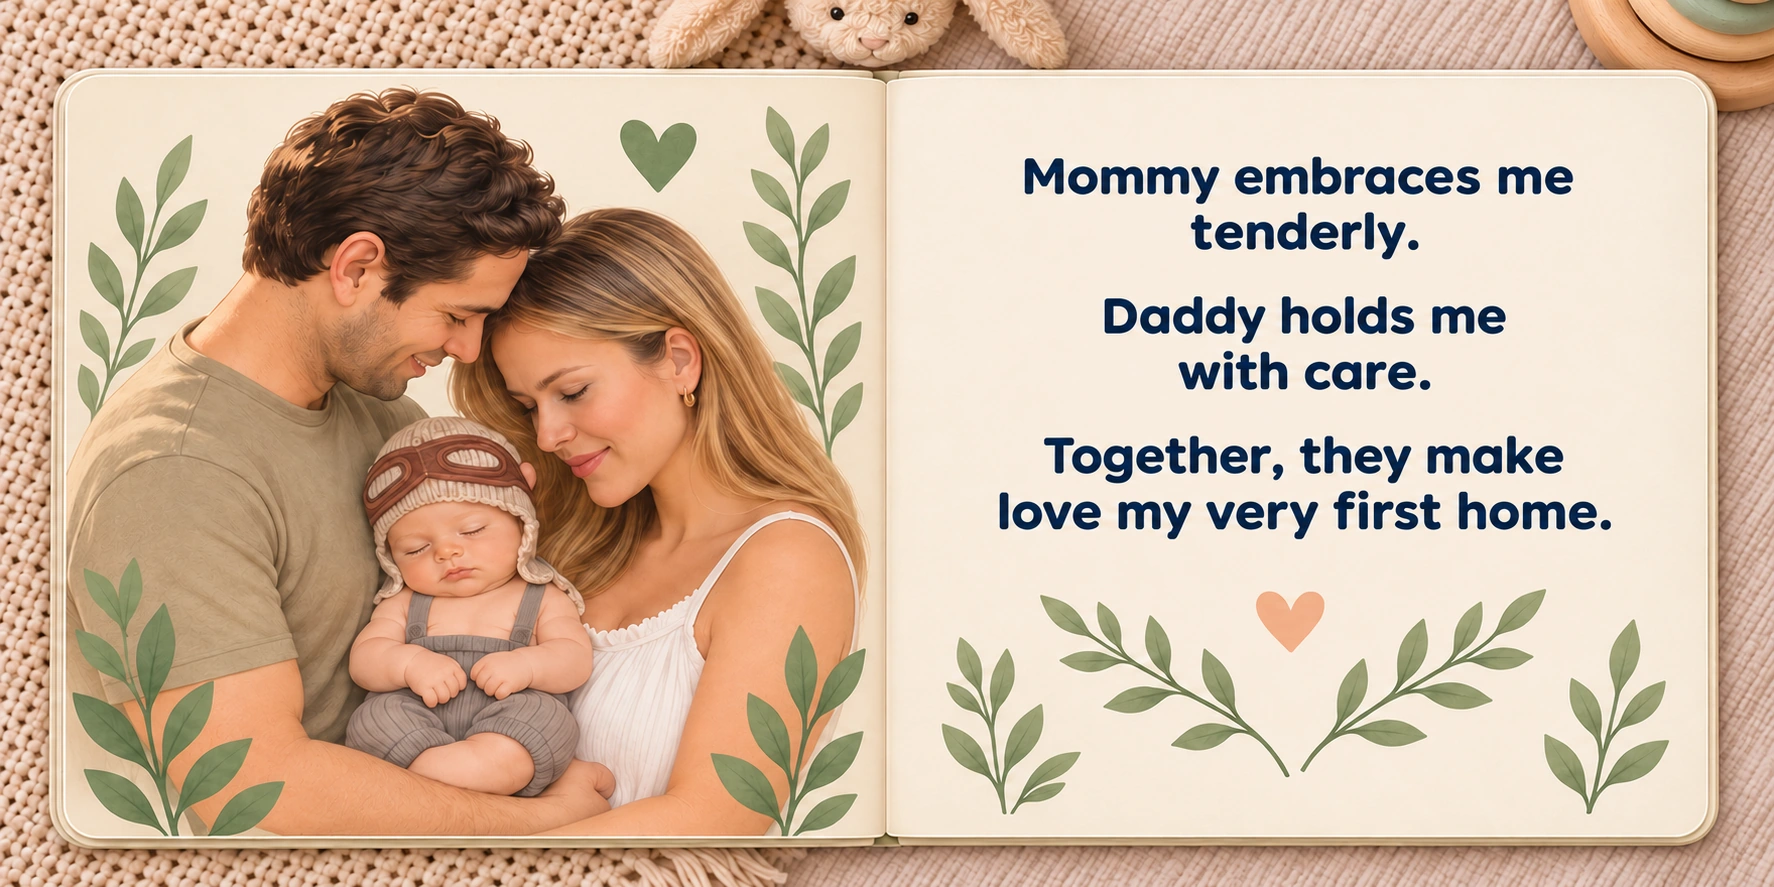 Mommy embraces me
tenderly.
Daddy holds me
with care.
Together, they make
love my very first home.